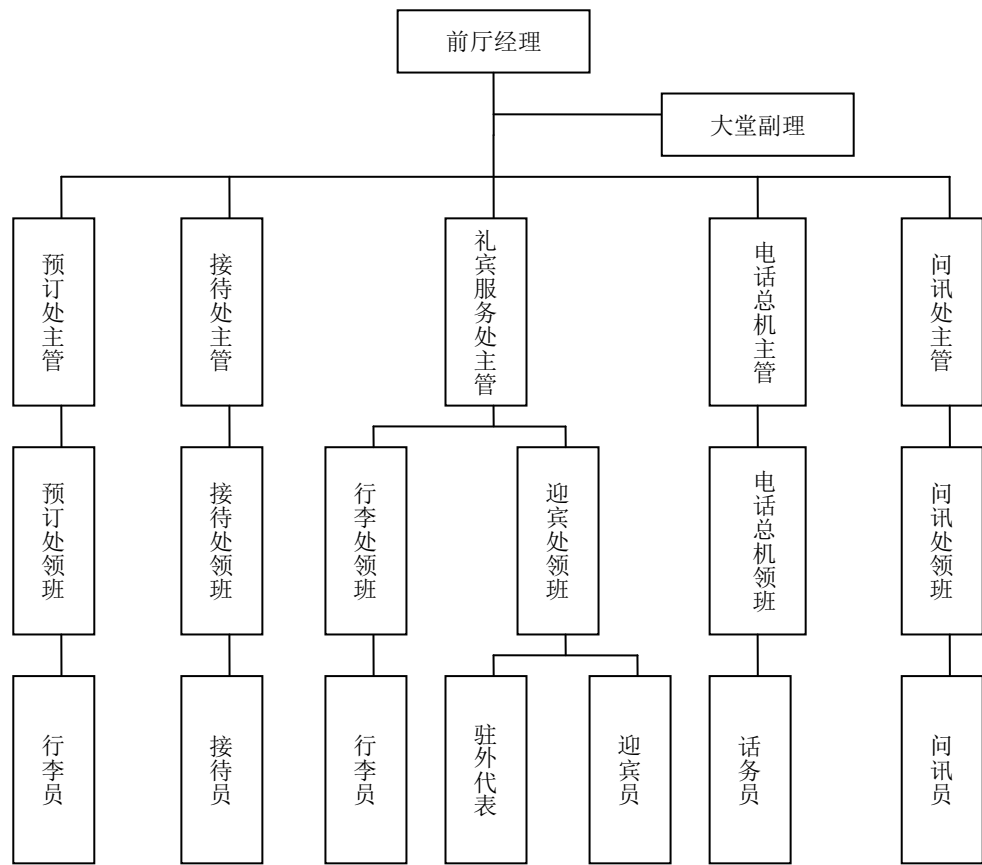 前厅经理
大堂副理
预订处主管
接待处主管
礼宾服务处主管
电话总机主管
问讯处主管
预订处领班
接待处领班
行李处领班
迎宾处领班
电话总机领班
问讯处领班
行李员
接待员
行李员
驻外代表
迎宾员
话务员
问讯员